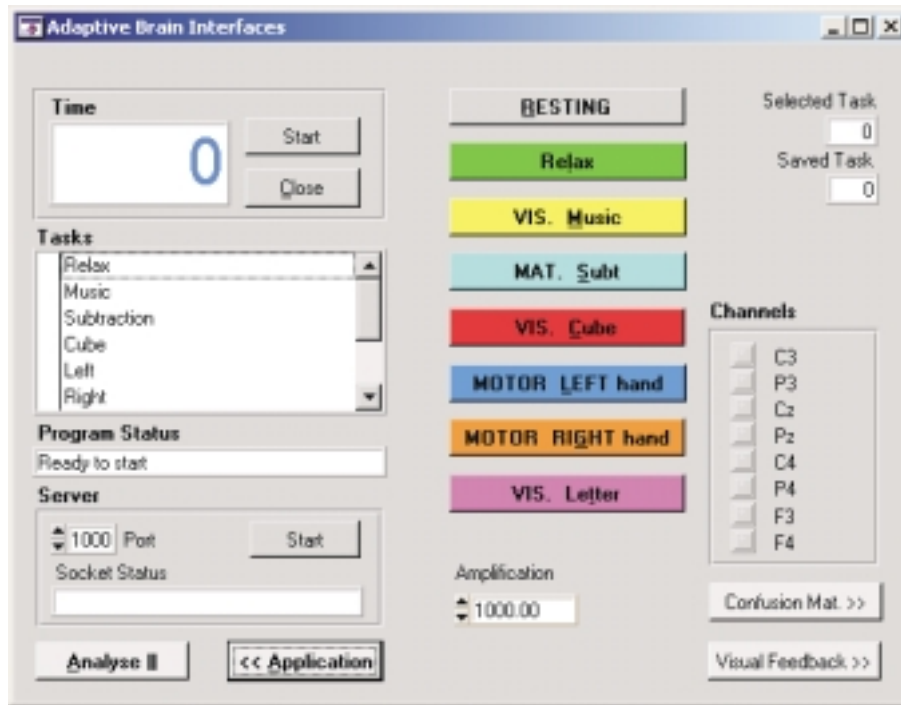 Adaptive Brain Interfaces
Time
0
Start
Close
Tasks
Relax
Music
Subtraction
Cube
Left
Right
Program Status
Ready to start
Server
1000 Port
Start
Socket Status
Analyse ||
<< Application
RESTING
Relax
VIS. Music
MAT. Subt
VIS. Cube
MOTOR LEFT hand
MOTOR RIGHT hand
VIS. Letter
Amplification
1000.00
Selected Task
0
Saved Task
0
Channels
C3
P3
Cz
Pz
C4
P4
F3
F4
Confusion Mat. >>
Visual Feedback >>